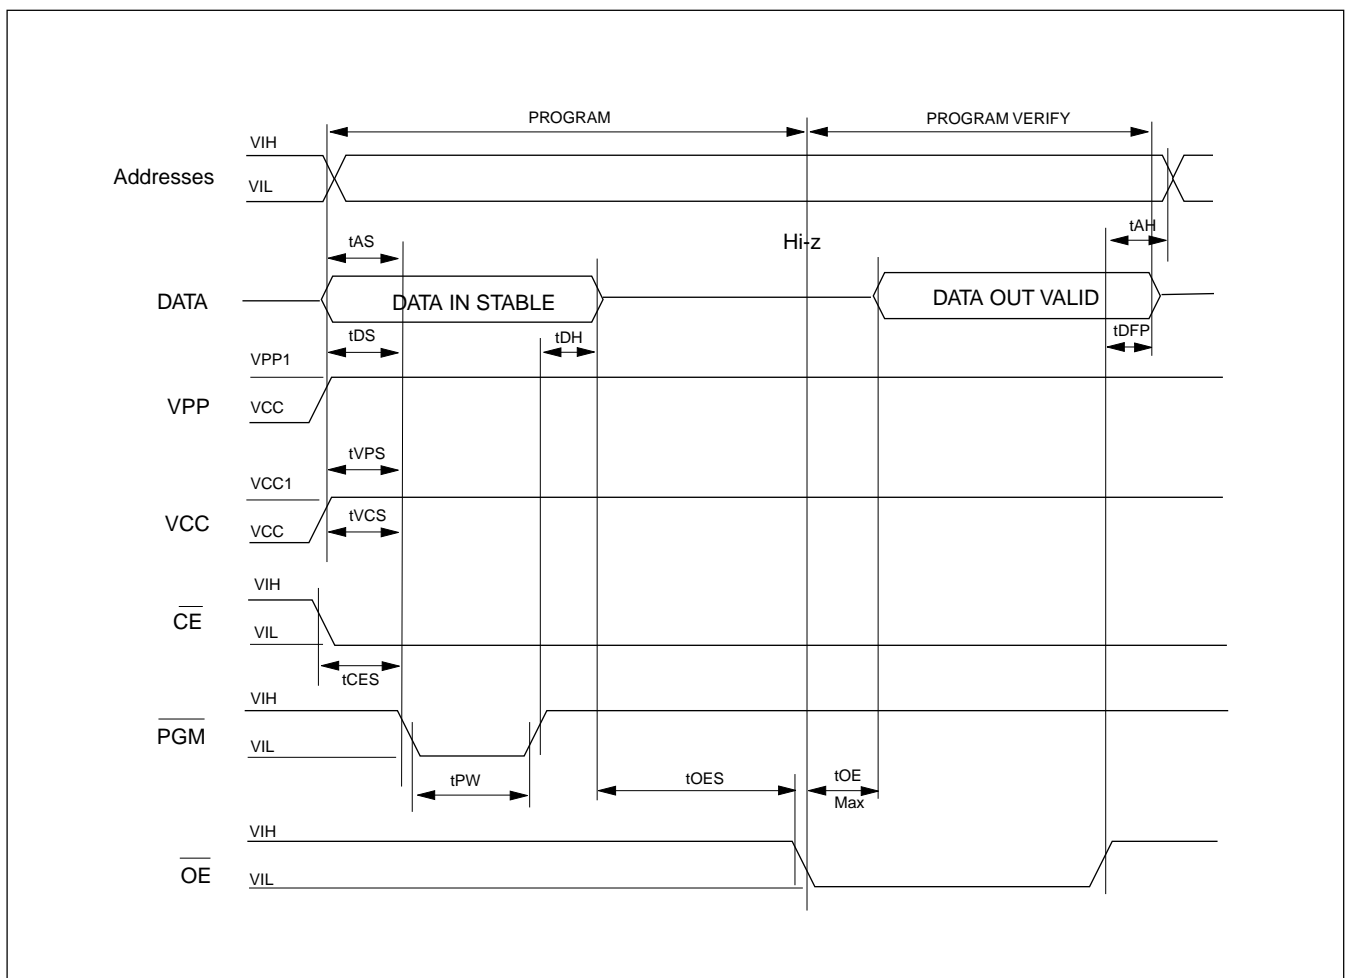 PROGRAM PROGRAM VERIFY
VIH
Addresses
VIL
tAS Hi-z tAH
DATA DATA IN STABLE DATA OUT VALID
tDS tDH tDFP
VPP1
VPP VCC
tVPS
VCC1
VCC VCC tVCS
VIH
CE
VIL
tCES
VIH
PGM
VIL
tPW tOES tOE
Max
VIH
OE
VIL